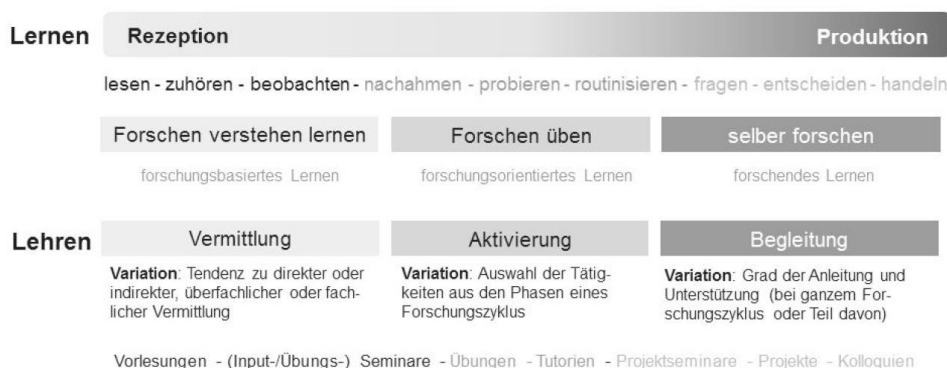 Lernen Rezeption Produktion
lesen - zuhören - beobachten - nachahmen - probieren - routinisieren - fragen - entscheiden - handeln
Forschen verstehen lernen Forschen üben selber forschen
forschungsbasiertes Lernen forschungsorientiertes Lernen forschendes Lernen
Lehren Vermittlung Aktivierung Begleitung
Variation: Tendenz zu direkter oder
indirekter, überfachlicher oder fach-
licher Vermittlung
Variation: Auswahl der Tätig-
keiten aus den Phasen eines
Forschungszyklus
Variation: Grad der Anleitung und
Unterstützung (bei ganzem For-
schungszyklus oder Teil davon)
Vorlesungen - (Input-/Übungs-) Seminare - Übungen - Tutorien - Projektseminare - Projekte - Kolloquien